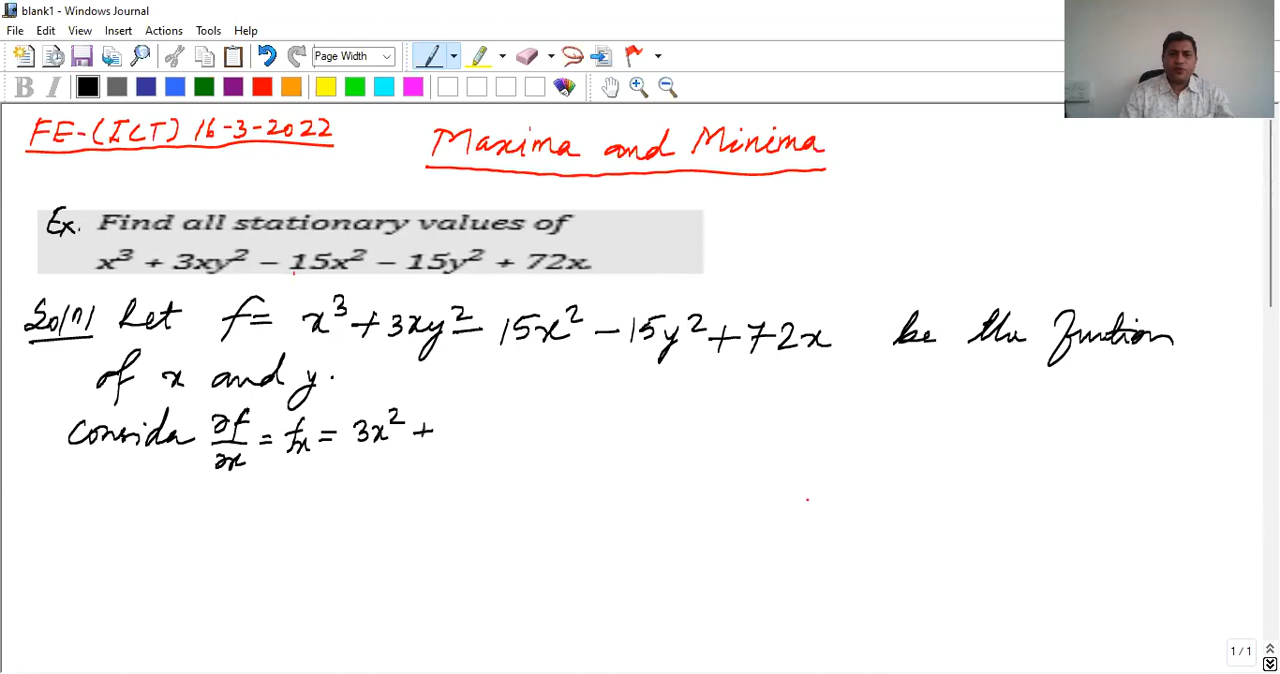 blank1 - Windows Journal
File Edit View Insert Actions Tools Help
Page Width
B I
FE-(ILT) 16-3-2022
Maxima and Minima
Ex. Find all stationary values of
x³ + 3xy² − 15x² − 15y² + 72x.
Sol^n) Let f = x³ + 3xy² − 15x² − 15y² + 72x be the function
of x and y.
Consider ∂f/∂x = fx = 3x² +
1 / 1